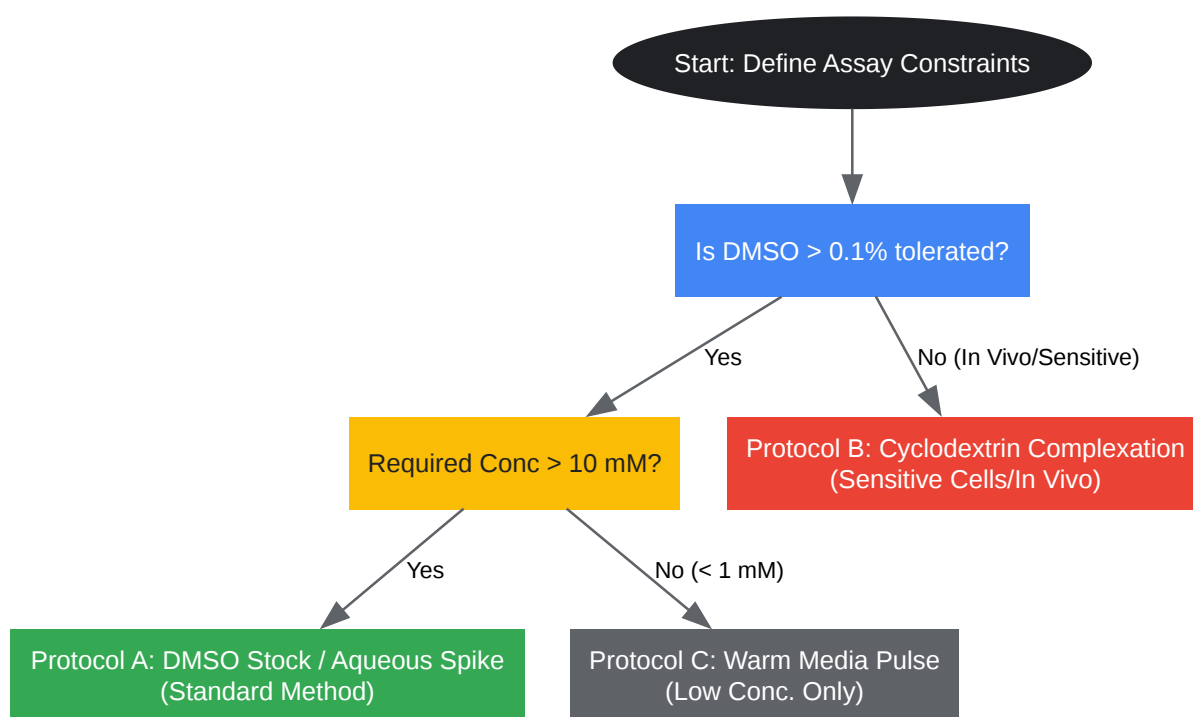 Start: Define Assay Constraints
Is DMSO > 0.1% tolerated?
Yes
No (In Vivo/Sensitive)
Required Conc > 10 mM?
Protocol B: Cyclodextrin Complexation
(Sensitive Cells/In Vivo)
Yes
No (< 1 mM)
Protocol A: DMSO Stock / Aqueous Spike
(Standard Method)
Protocol C: Warm Media Pulse
(Low Conc. Only)